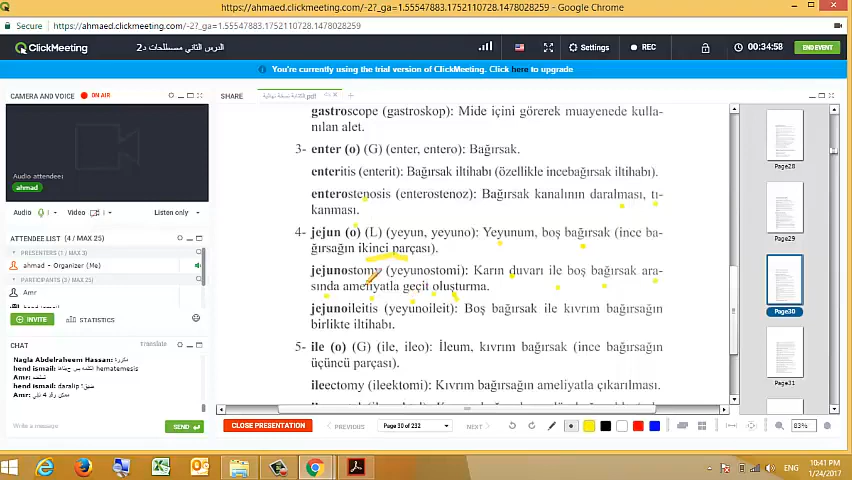 https://ahmaed.clickmeeting.com/-27?_ga=1.55547883.1752110728.1478028259 - Google Chrome
Secure https://ahmaed.clickmeeting.com/-27?_ga=1.55547883.1752110728.1478028259
ClickMeeting
الدرس الثاني مصطلحات د2
Settings
REC
00:34:58
END EVENT
You're currently using the trial version of ClickMeeting. Click here to upgrade
CAMERA AND VOICE ON AIR
Audio attendee:
ahmad
Audio Video Listen only
ATTENDEE LIST (4 / MAX 25)
PRESENTERS (1 / MAX 3)
ahmad - Organizer (Me)
PARTICIPANTS (3 / MAX 25)
Amr
INVITE STATISTICS
CHAT Translate
Nagla Abdelraheem Hassan:
hend ismail: hematemesis
Amr:
hend ismail: daralip
Amr:
Write a message SEND
SHARE
gastroscope (gastroskop): Mide içini görerek muayenede kulla-
nılan alet.
3- enter (o) (G) (enter, entero): Bağırsak.
enteritis (enterit): Bağırsak iltihabı (özellikle incebağırsak iltihabı).
enterostenosis (enterostenoz): Bağırsak kanalının daralması, tı-
kanması.
4- jejun (o) (L) (yeyun, yeyuno): Yeyunum, boş bağırsak (ince ba-
ğırsağın ikinci parçası).
jejunostomy (yeyunostomi): Karın duvarı ile boş bağırsak ara-
sında ameliyatla geçit oluşturma.
jejunoileitis (yeyunoileit): Boş bağırsak ile kıvrım bağırsağın
birlikte iltihabı.
5- ile (o) (G) (ile, ileo): İleum, kıvrım bağırsak (ince bağırsağın
üçüncü parçası).
ileectomy (ileektomi): Kıvrım bağırsağın ameliyatla çıkarılması.
Page28
Page29
Page30
Page31
CLOSE PRESENTATION PREVIOUS Page 30 of 232 NEXT 83%
ENG
10:41 PM
1/24/2017